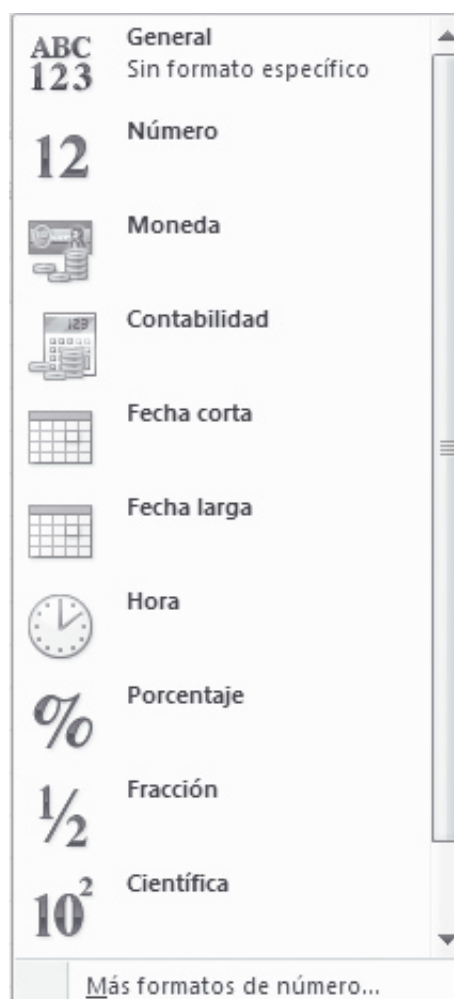 ABC
123
General
Sin formato específico
12
Número
Moneda
123
Contabilidad
Fecha corta
Fecha larga
Hora
%
Porcentaje
1/2
Fracción
10²
Científica
Más formatos de número...